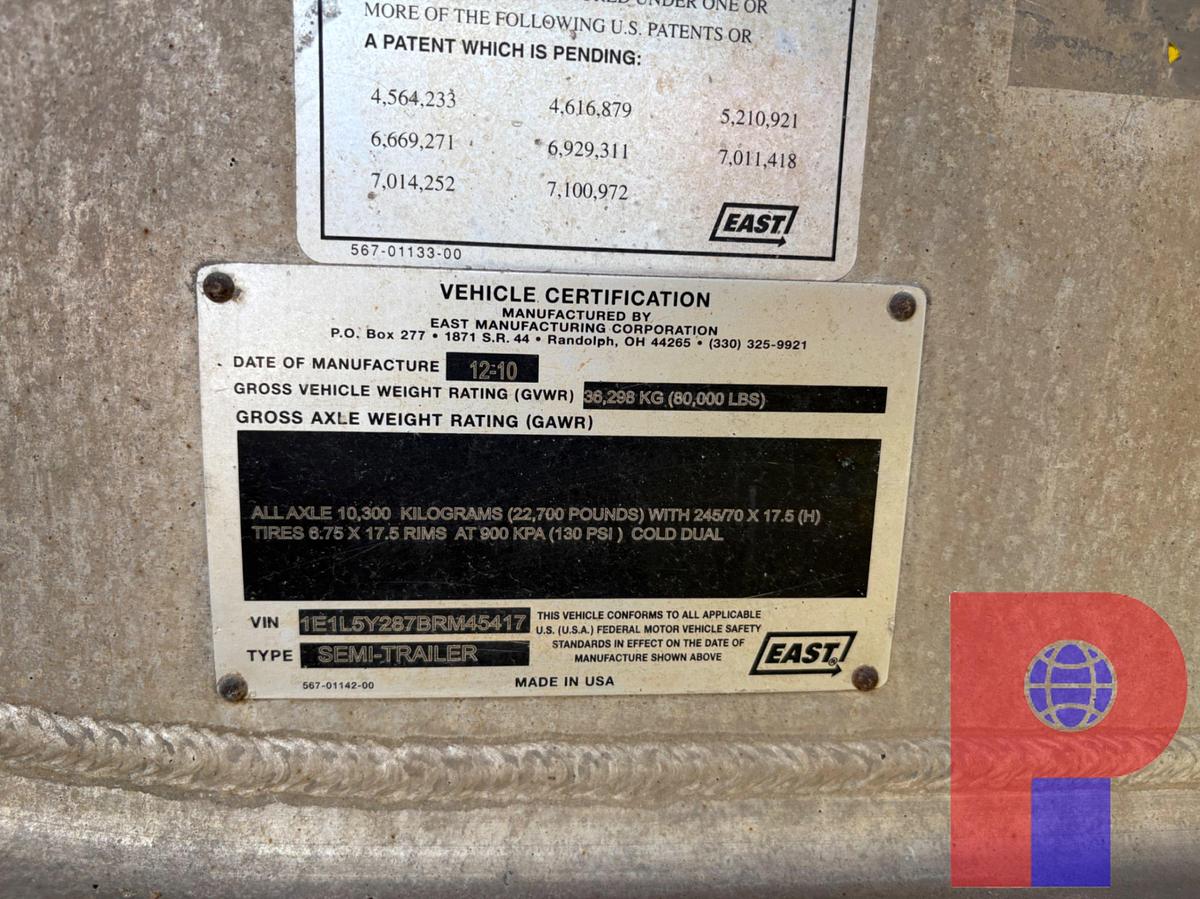 UNDER ONE OR
MORE OF THE FOLLOWING U.S. PATENTS OR
A PATENT WHICH IS PENDING:
4,564,233 4,616,879 5,210,921
6,669,271 6,929,311 7,011,418
7,014,252 7,100,972
EAST
567-01133-00
VEHICLE CERTIFICATION
MANUFACTURED BY
EAST MANUFACTURING CORPORATION
P.O. Box 277 • 1871 S.R. 44 • Randolph, OH 44265 • (330) 325-9921
DATE OF MANUFACTURE 12-10
GROSS VEHICLE WEIGHT RATING (GVWR) 36,298 KG (80,000 LBS)
GROSS AXLE WEIGHT RATING (GAWR)
ALL AXLE 10,300 KILOGRAMS (22,700 POUNDS) WITH 245/70 X 17.5 (H)
TIRES 6.75 X 17.5 RIMS AT 900 KPA (130 PSI ) COLD DUAL
VIN 1E1L5Y287BRM45417
TYPE SEMI-TRAILER
THIS VEHICLE CONFORMS TO ALL APPLICABLE
U.S. (U.S.A.) FEDERAL MOTOR VEHICLE SAFETY
STANDARDS IN EFFECT ON THE DATE OF
MANUFACTURE SHOWN ABOVE
EAST®
567-01142-00
MADE IN USA